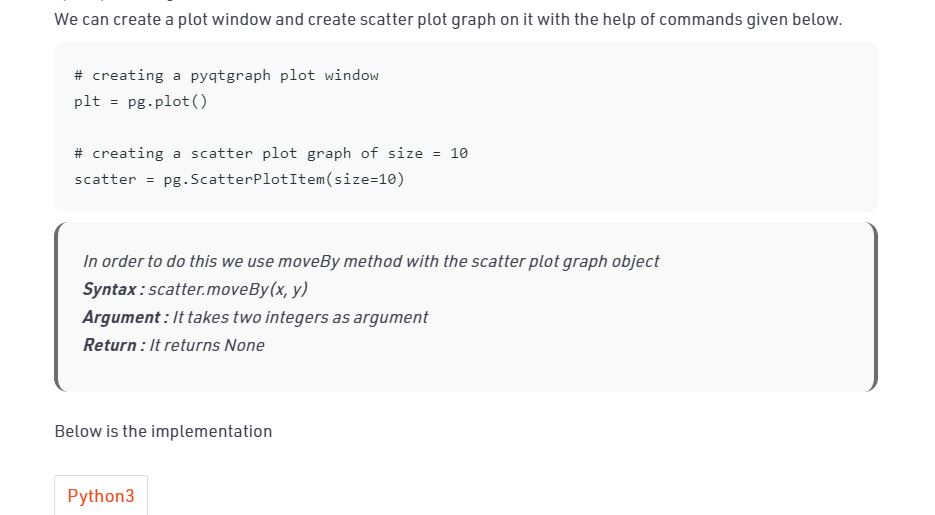 We can create a plot window and create scatter plot graph on it with the help of commands given below.
# creating a pyqtgraph plot window
plt = pg.plot()
# creating a scatter plot graph of size = 10
scatter = pg.ScatterPlotItem(size=10)
In order to do this we use moveBy method with the scatter plot graph object
Syntax : scatter.moveBy(x, y)
Argument : It takes two integers as argument
Return : It returns None
Below is the implementation
Python3